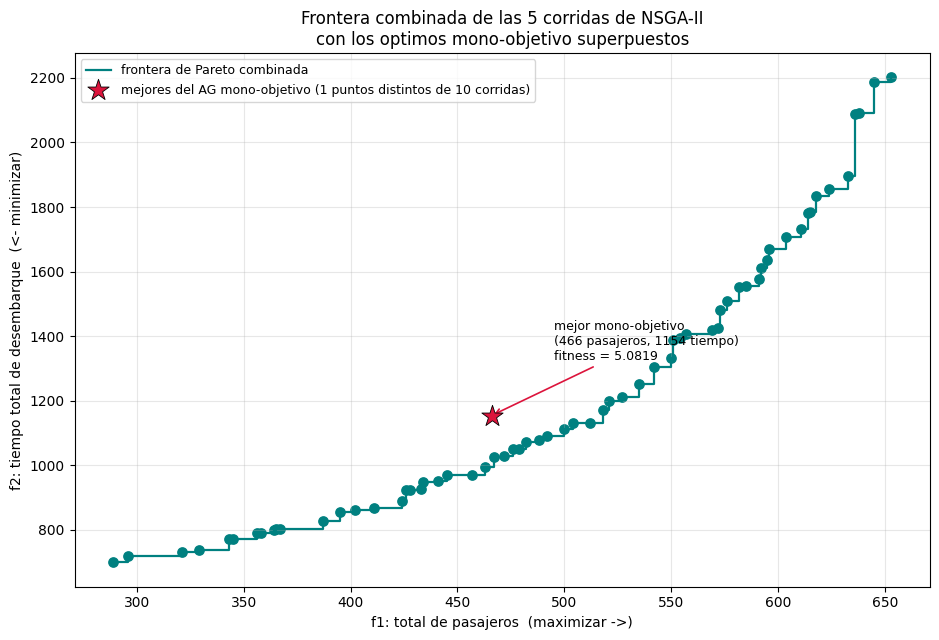 Frontera combinada de las 5 corridas de NSGA-II
con los optimos mono-objetivo superpuestos
frontera de Pareto combinada
mejores del AG mono-objetivo (1 puntos distintos de 10 corridas)
f2: tiempo total de desembarque (<- minimizar)
2200
2000
1800
1600
1400
1200
1000
800
mejor mono-objetivo
(466 pasajeros, 1154 tiempo)
fitness = 5.0819
300
350
400
450
500
550
600
650
f1: total de pasajeros (maximizar ->)